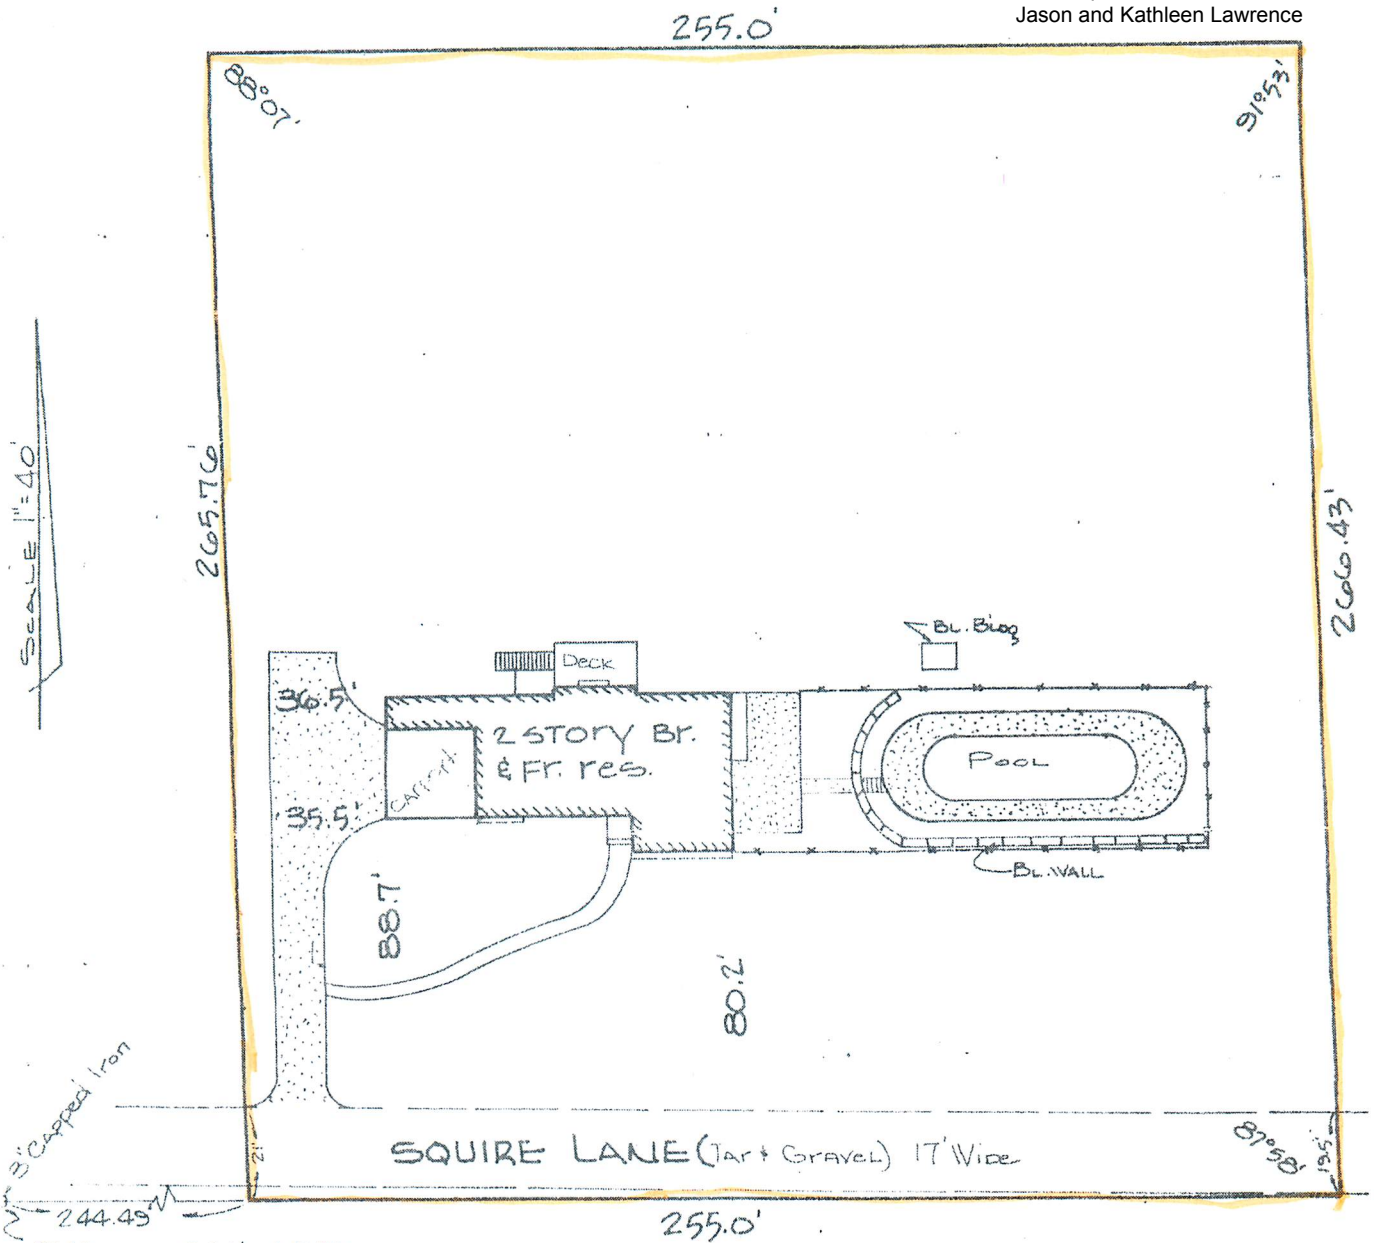 Jason and Kathleen Lawrence
255.0'
88°07'
91°53'
SCALE 1"=40'
265.76'
266.43'
BL. Bldg
Deck
36.5'
2 STORY Br.
& Fr. res.
POOL
carport
35.5'
BL. WALL
88.7'
80.2'
3" Capped Iron
SQUIRE LANE (Tar & Gravel) 17' Wide
21'
87°58'
19.5'
244.49'
255.0'